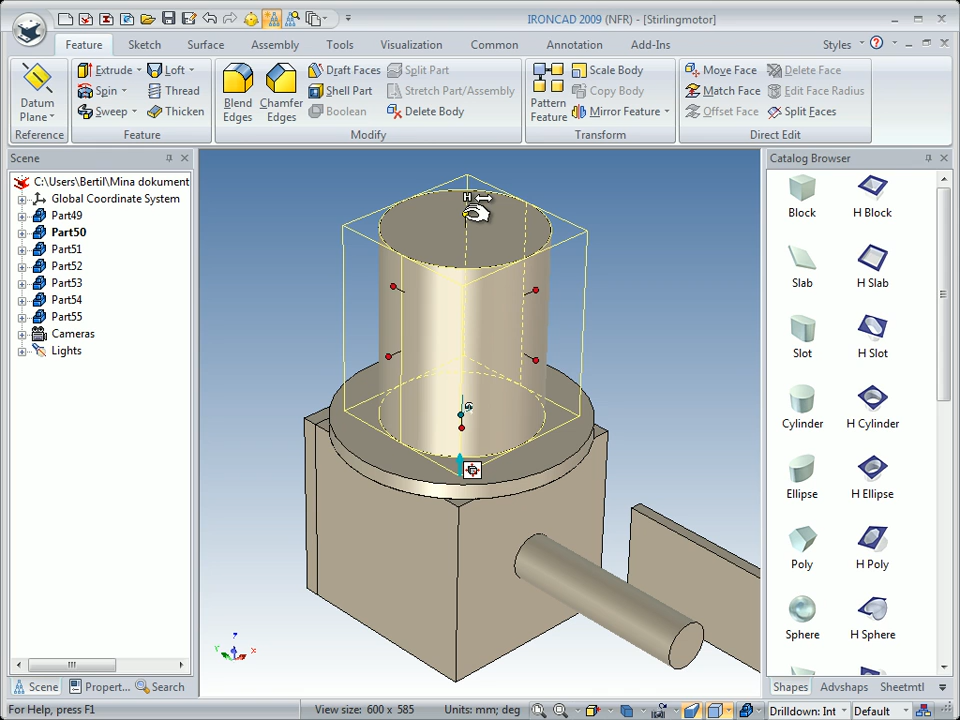 IRONCAD 2009 (NFR) - [Stirlingmotor]
Feature Sketch Surface Assembly Tools Visualization Common Annotation Add-Ins Styles
Datum Plane
Reference
Extrude
Spin
Sweep
Loft
Thread
Thicken
Feature
Blend Edges
Chamfer Edges
Draft Faces
Shell Part
Boolean
Split Part
Stretch Part/Assembly
Delete Body
Modify
Pattern Feature
Scale Body
Copy Body
Mirror Feature
Transform
Move Face
Match Face
Offset Face
Delete Face
Edit Face Radius
Split Faces
Direct Edit
Scene
C:\Users\Bertil\Mina dokument
Global Coordinate System
Part49
Part50
Part51
Part52
Part53
Part54
Part55
Cameras
Lights
Scene Propert... Search
H
Z
Y
X
Catalog Browser
Block H Block
Slab H Slab
Slot H Slot
Cylinder H Cylinder
Ellipse H Ellipse
Poly H Poly
Sphere H Sphere
Shapes Advshaps Sheetmtl
For Help, press F1 View size: 600 x 585 Units: mm; deg Drilldown: Int Default